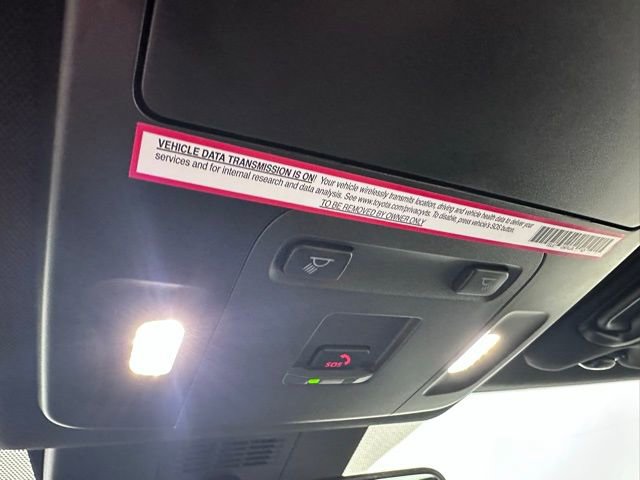 VEHICLE DATA TRANSMISSION IS ON! Your vehicle wirelessly transmits location, driving and vehicle health data to deliver your
services and for internal research and data analysis. See www.toyota.com/privacyvts. To disable, press vehicle's SOS button.
TO BE REMOVED BY OWNER ONLY
SOS